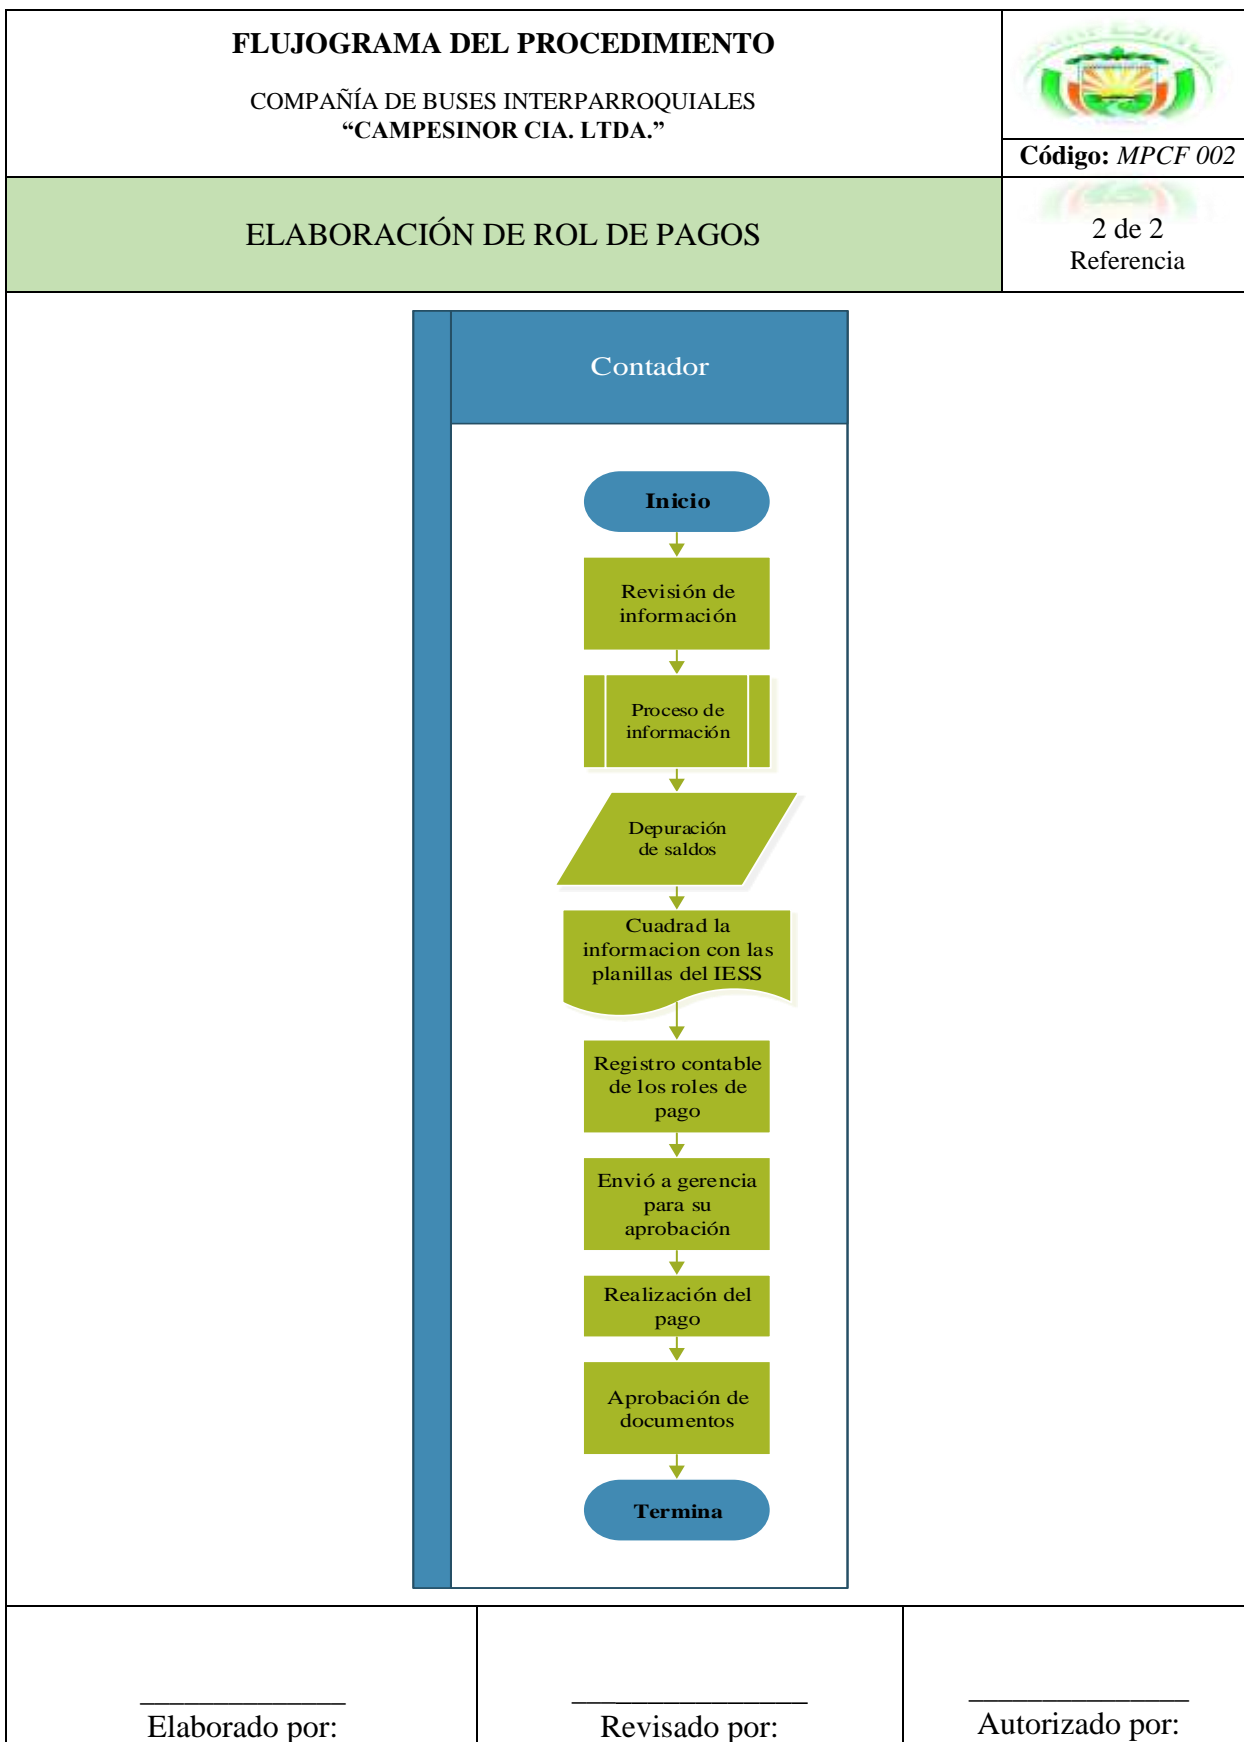 FLUJOGRAMA DEL PROCEDIMIENTO
COMPAÑÍA DE BUSES INTERPARROQUIALES
“CAMPESINOR CIA. LTDA.”
Código: MPCF 002
ELABORACIÓN DE ROL DE PAGOS
2 de 2
Referencia
Contador
Inicio
Revisión de
información
Proceso de
información
Depuración
de saldos
Cuadrad la
informacion con las
planillas del IESS
Registro contable
de los roles de
pago
Envió a gerencia
para su
aprobación
Realización del
pago
Aprobación de
documentos
Termina
Elaborado por:
Revisado por:
Autorizado por: